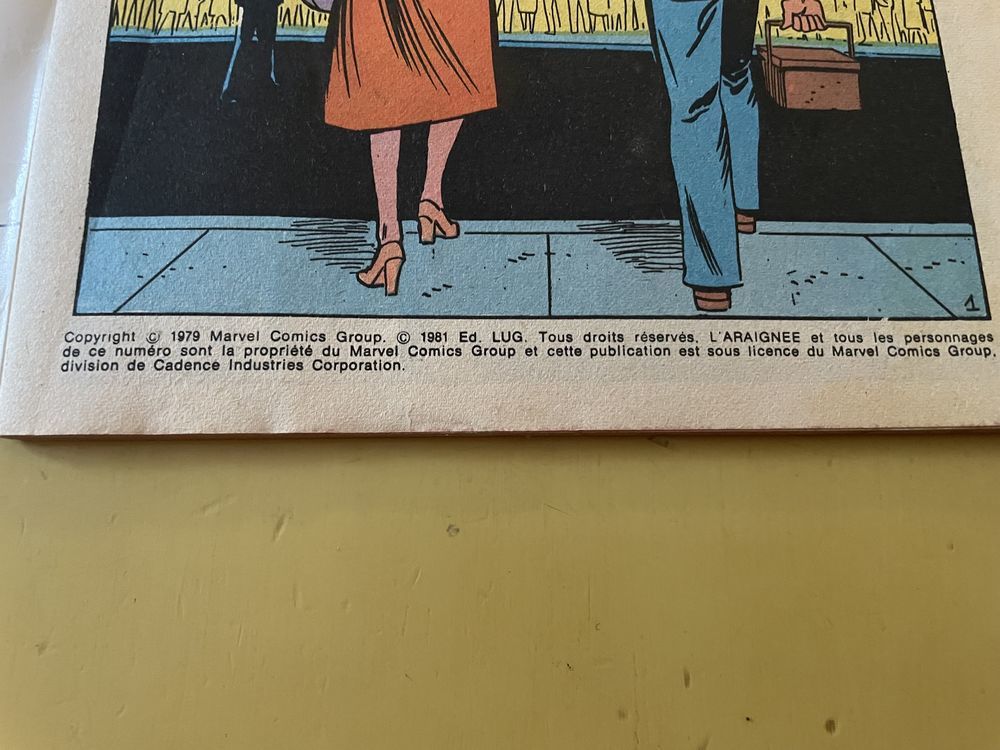 1
Copyright © 1979 Marvel Comics Group. © 1981 Ed. LUG. Tous droits réservés, L'ARAIGNEE et tous les personnages
de ce numéro sont la propriété du Marvel Comics Group et cette publication est sous licence du Marvel Comics Group,
division de Cadence Industries Corporation.